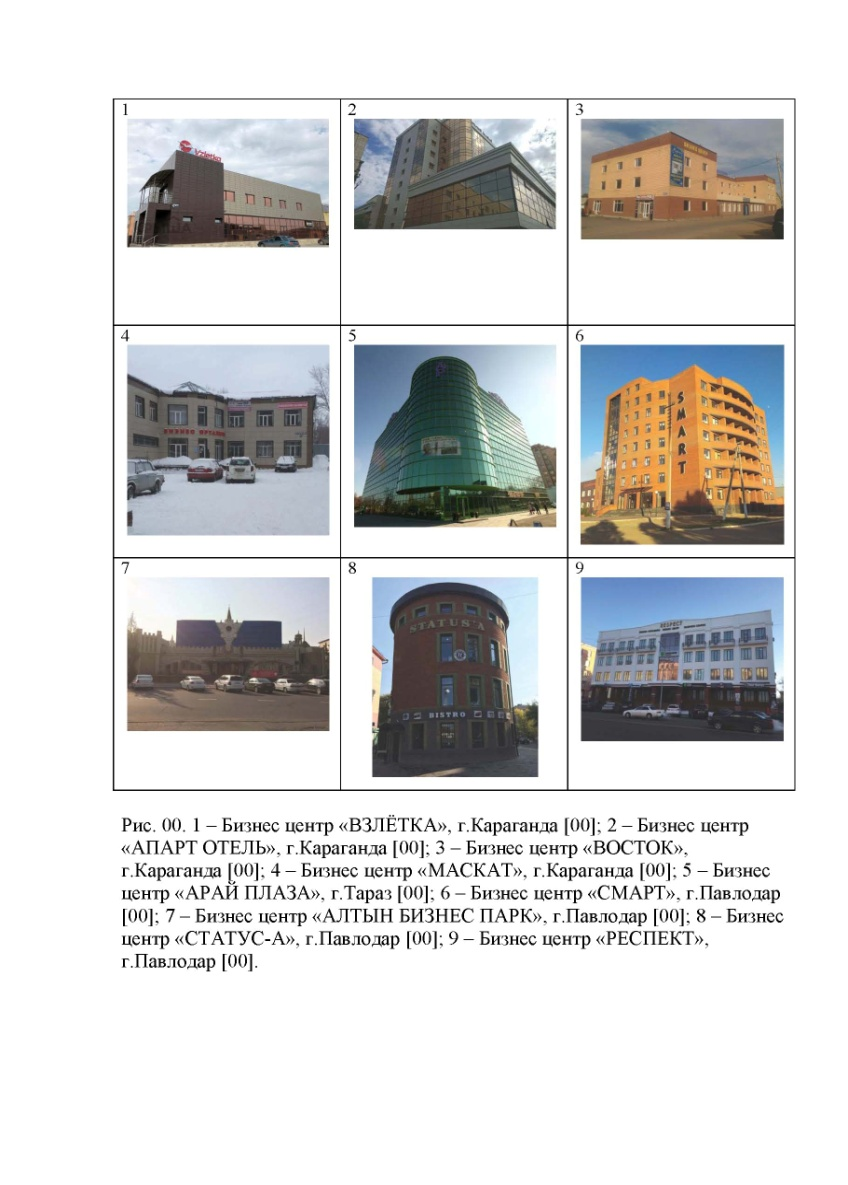 1
2
3
Vzletka
4
5
6
БИЗНЕС
SMART
7
8
9
STATUS A
BISTRO
RESPECT
Рис. 00. 1 – Бизнес центр «ВЗЛЁТКА», г.Караганда [00]; 2 – Бизнес центр
«АПАРТ ОТЕЛЬ», г.Караганда [00]; 3 – Бизнес центр «ВОСТОК»,
г.Караганда [00]; 4 – Бизнес центр «МАСКАТ», г.Караганда [00]; 5 – Бизнес
центр «АРАЙ ПЛАЗА», г.Тараз [00]; 6 – Бизнес центр «СМАРТ», г.Павлодар
[00]; 7 – Бизнес центр «АЛТЫН БИЗНЕС ПАРК», г.Павлодар [00]; 8 – Бизнес
центр «СТАТУС-А», г.Павлодар [00]; 9 – Бизнес центр «РЕСПЕКТ»,
г.Павлодар [00].